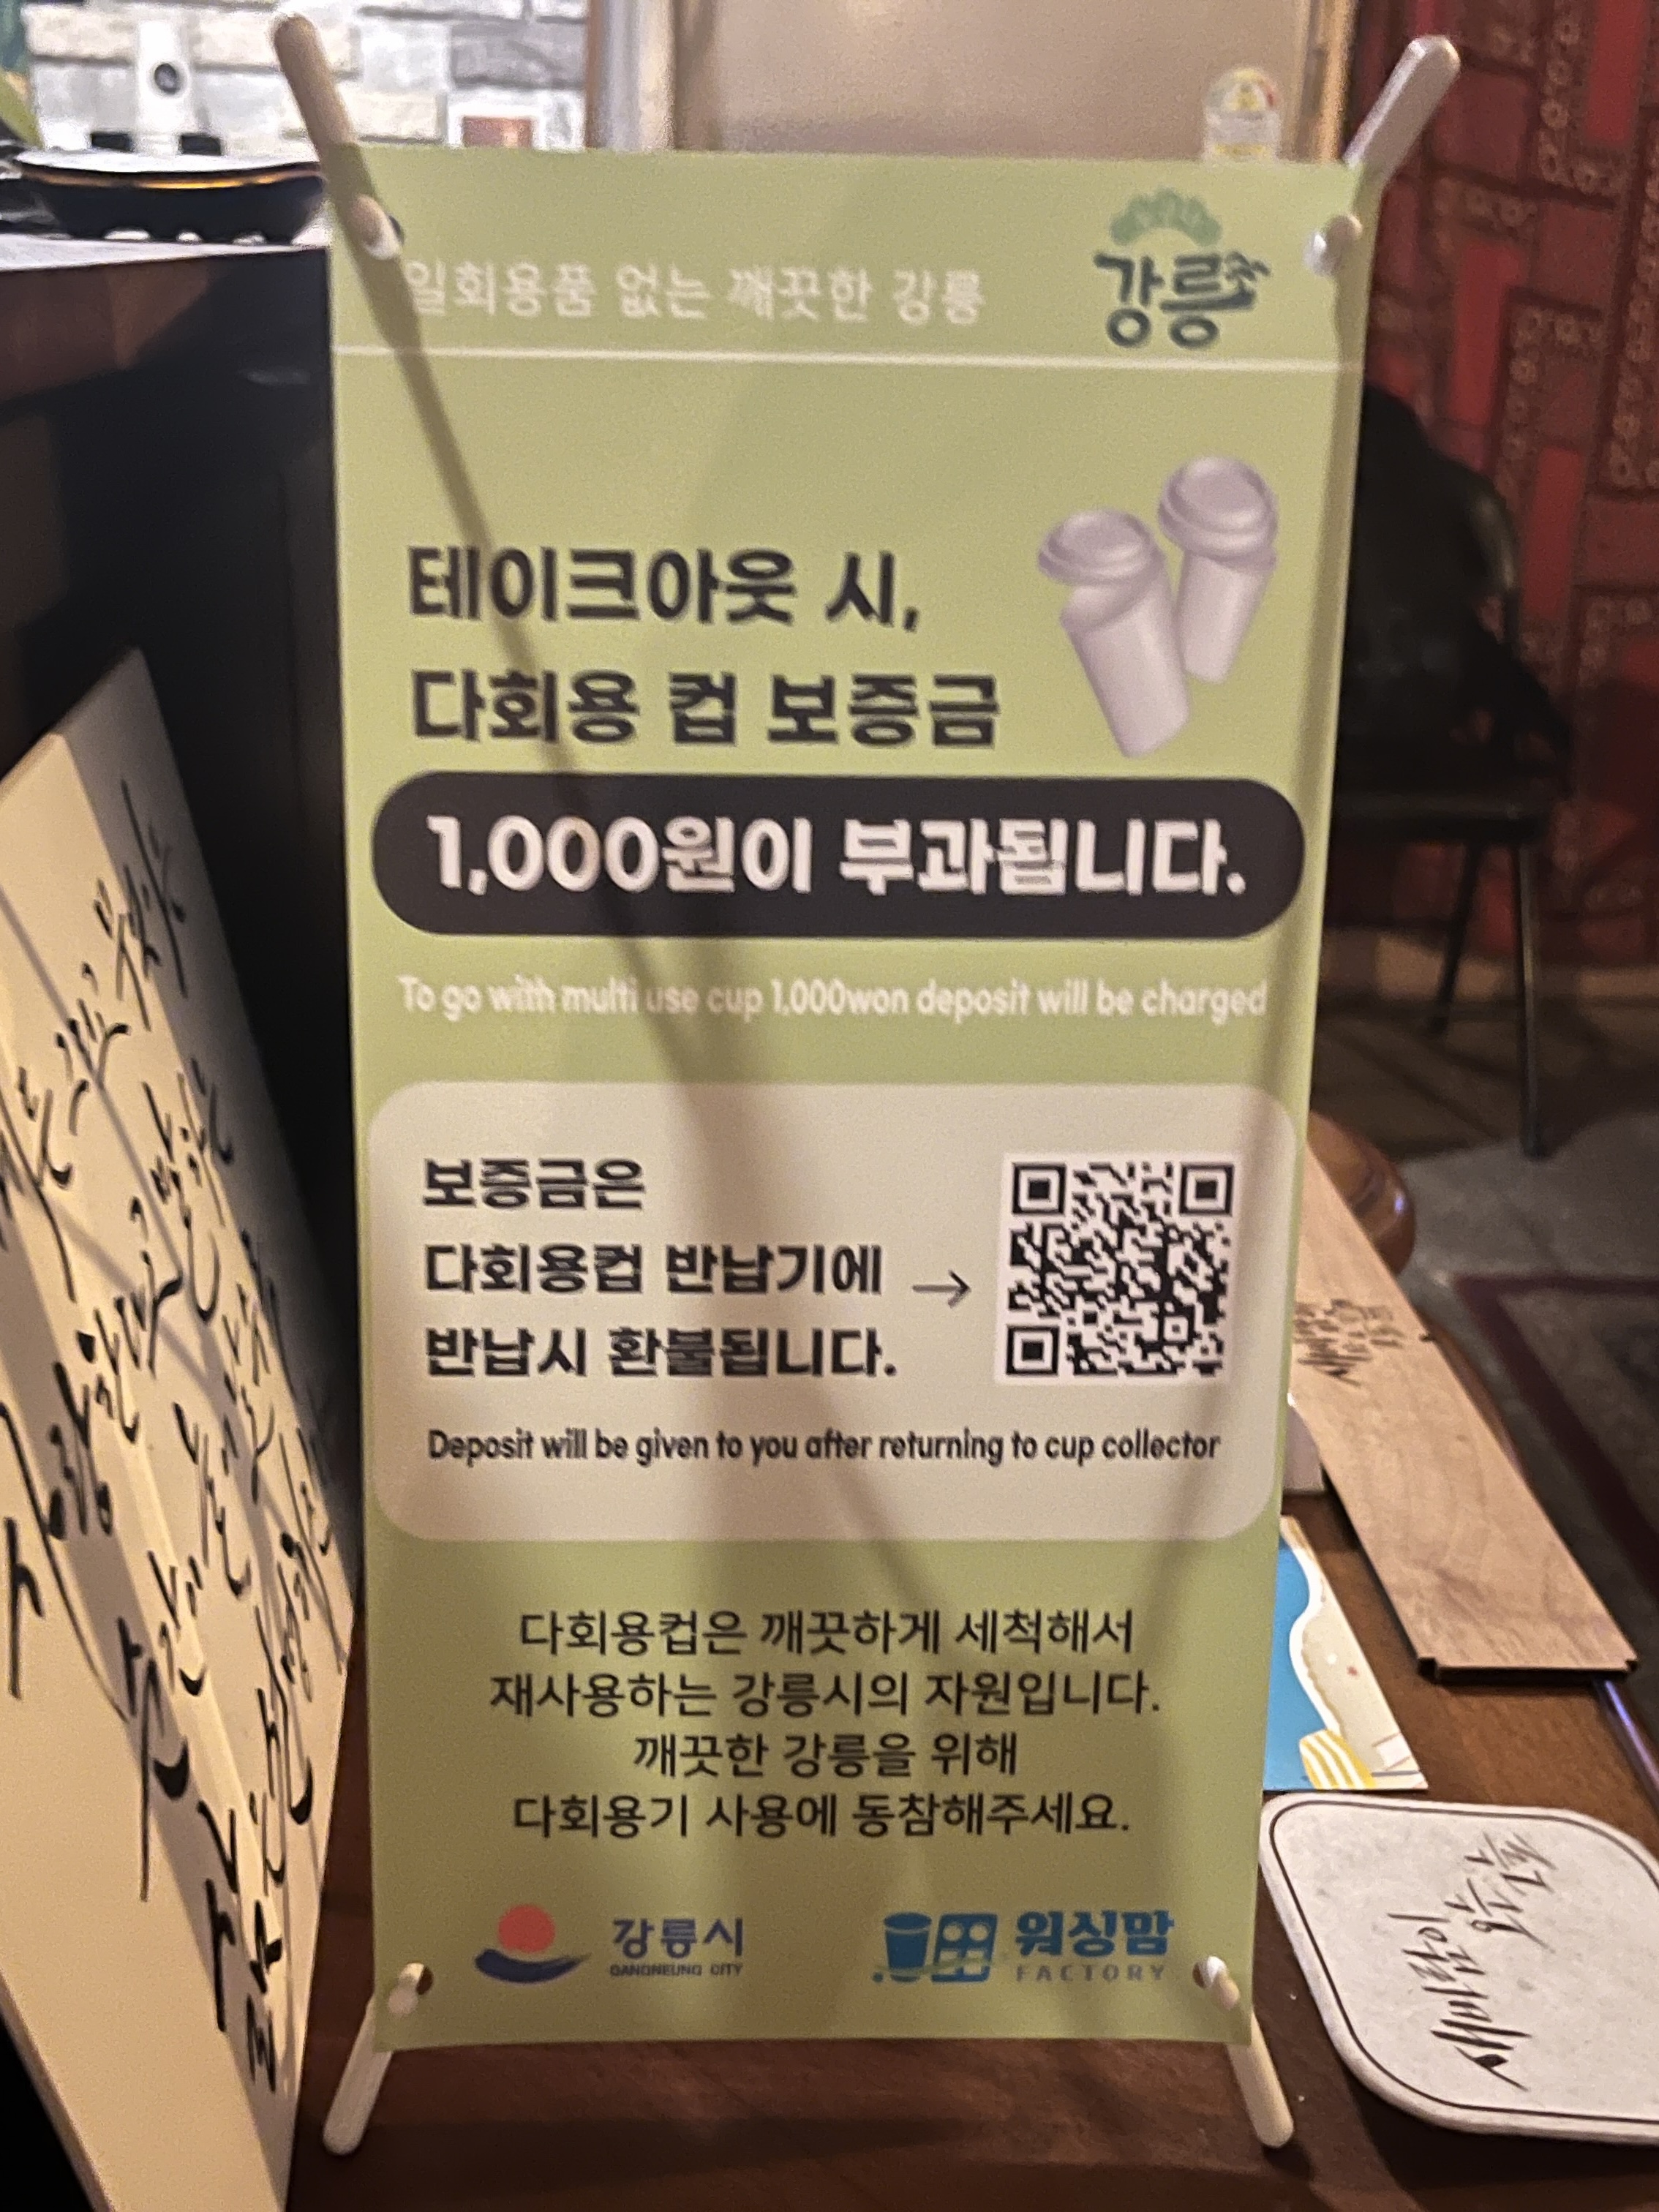 일회용품 없는 깨끗한 강릉
강릉
테이크아웃 시,
다회용 컵 보증금
1,000원이 부과됩니다.
To go with multi use cup 1,000won deposit will be charged
보증금은
다회용컵 반납기에 →
반납시 환불됩니다.
Deposit will be given to you after returning to cup collector
다회용컵은 깨끗하게 세척해서
재사용하는 강릉시의 자원입니다.
깨끗한 강릉을 위해
다회용기 사용에 동참해주세요.
강릉시
GANGNEUNG CITY
워싱맘
FACTORY